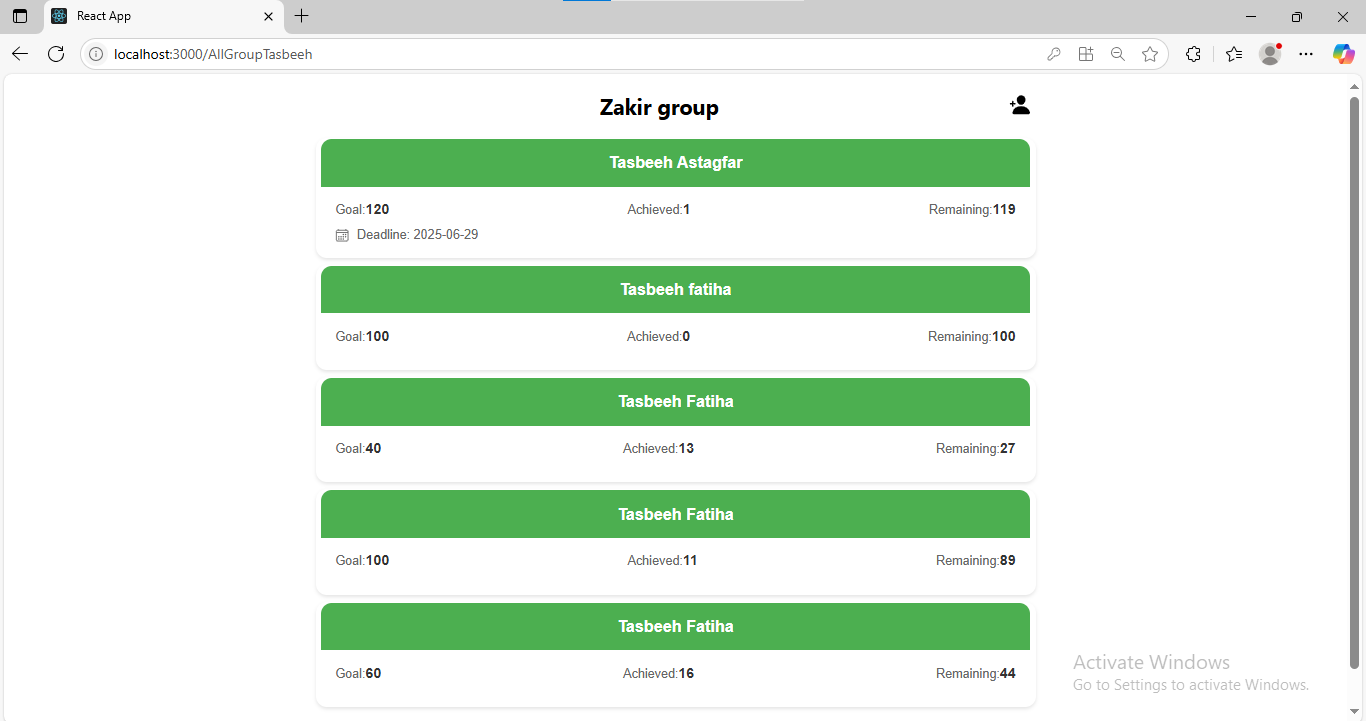 React App
localhost:3000/AllGroupTasbeeh
Zakir group
Tasbeeh Astagfar
Goal:120 Achieved:1 Remaining:119
Deadline: 2025-06-29
Tasbeeh fatiha
Goal:100 Achieved:0 Remaining:100
Tasbeeh Fatiha
Goal:40 Achieved:13 Remaining:27
Tasbeeh Fatiha
Goal:100 Achieved:11 Remaining:89
Tasbeeh Fatiha
Goal:60 Achieved:16 Remaining:44
Activate Windows
Go to Settings to activate Windows.